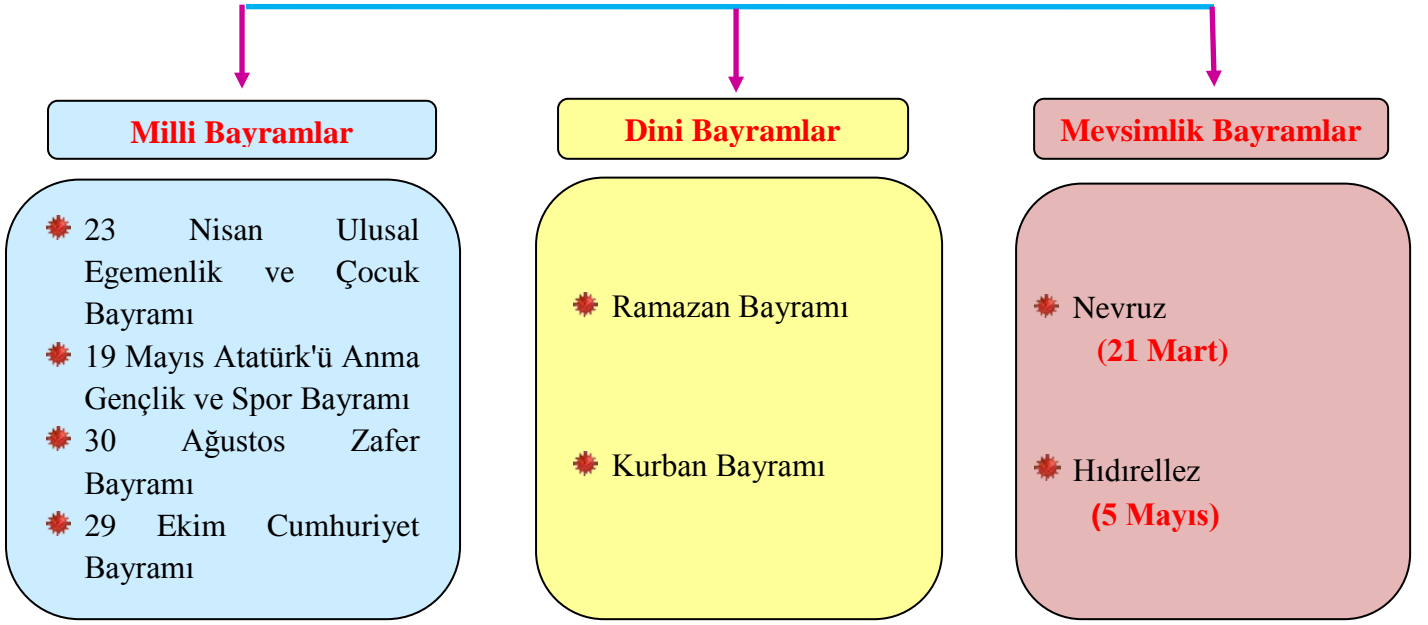 Milli Bayramlar
23 Nisan Ulusal
Egemenlik ve Çocuk
Bayramı
19 Mayıs Atatürk'ü Anma
Gençlik ve Spor Bayramı
30 Ağustos Zafer
Bayramı
29 Ekim Cumhuriyet
Bayramı
Dini Bayramlar
Ramazan Bayramı
Kurban Bayramı
Mevsimlik Bayramlar
Nevruz
(21 Mart)
Hıdırellez
(5 Mayıs)